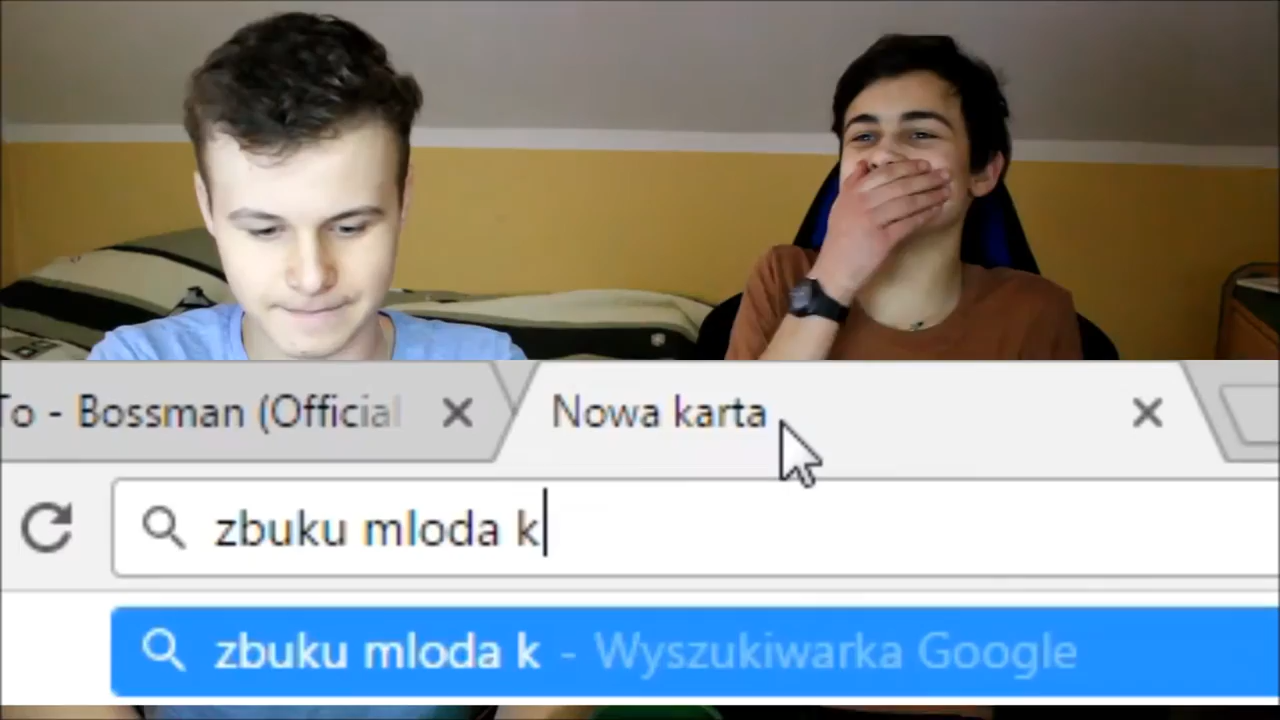 To - Bossman (Official
Nowa karta
zbuku mloda k
zbuku mloda k - Wyszukiwarka Google